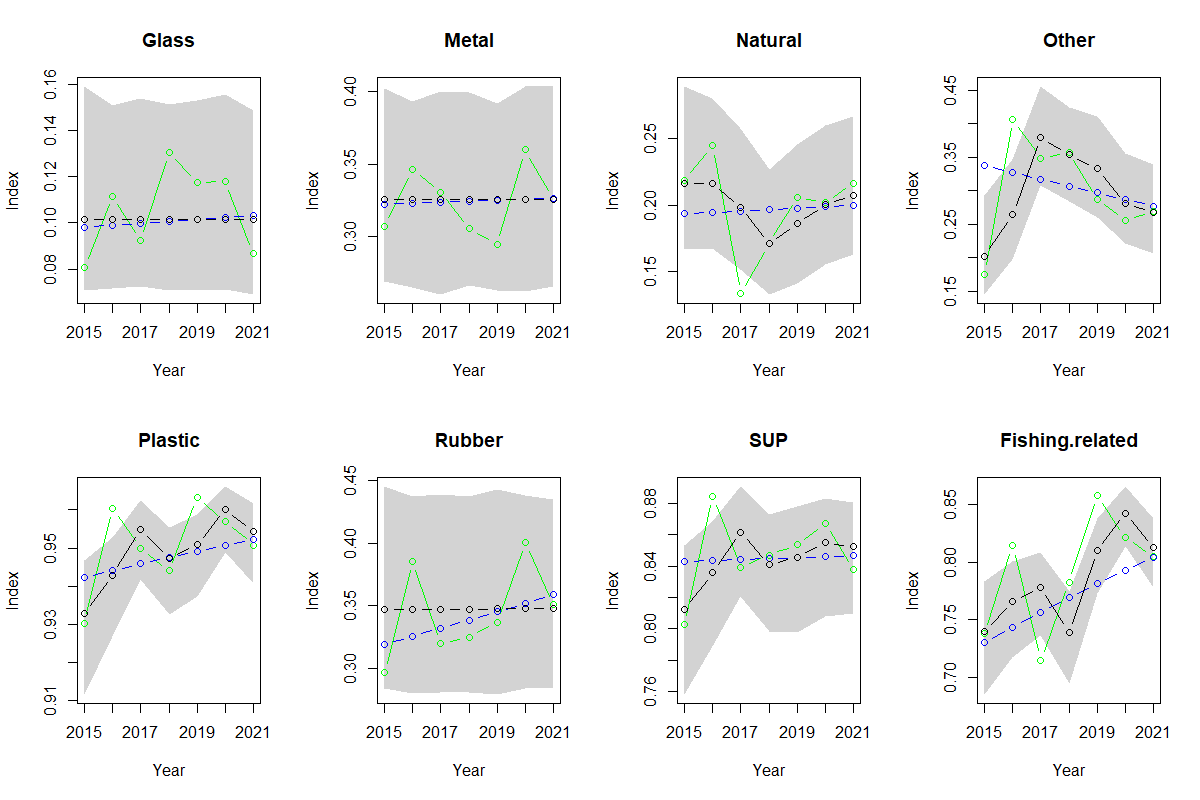 Glass
Index
0.08 0.10 0.12 0.14 0.16
2015 2017 2019 2021
Year
Metal
Index
0.30 0.35 0.40
2015 2017 2019 2021
Year
Natural
Index
0.15 0.20 0.25
2015 2017 2019 2021
Year
Other
Index
0.15 0.25 0.35 0.45
2015 2017 2019 2021
Year
Plastic
Index
0.91 0.93 0.95
2015 2017 2019 2021
Year
Rubber
Index
0.30 0.35 0.40 0.45
2015 2017 2019 2021
Year
SUP
Index
0.76 0.80 0.84 0.88
2015 2017 2019 2021
Year
Fishing.related
Index
0.70 0.75 0.80 0.85
2015 2017 2019 2021
Year